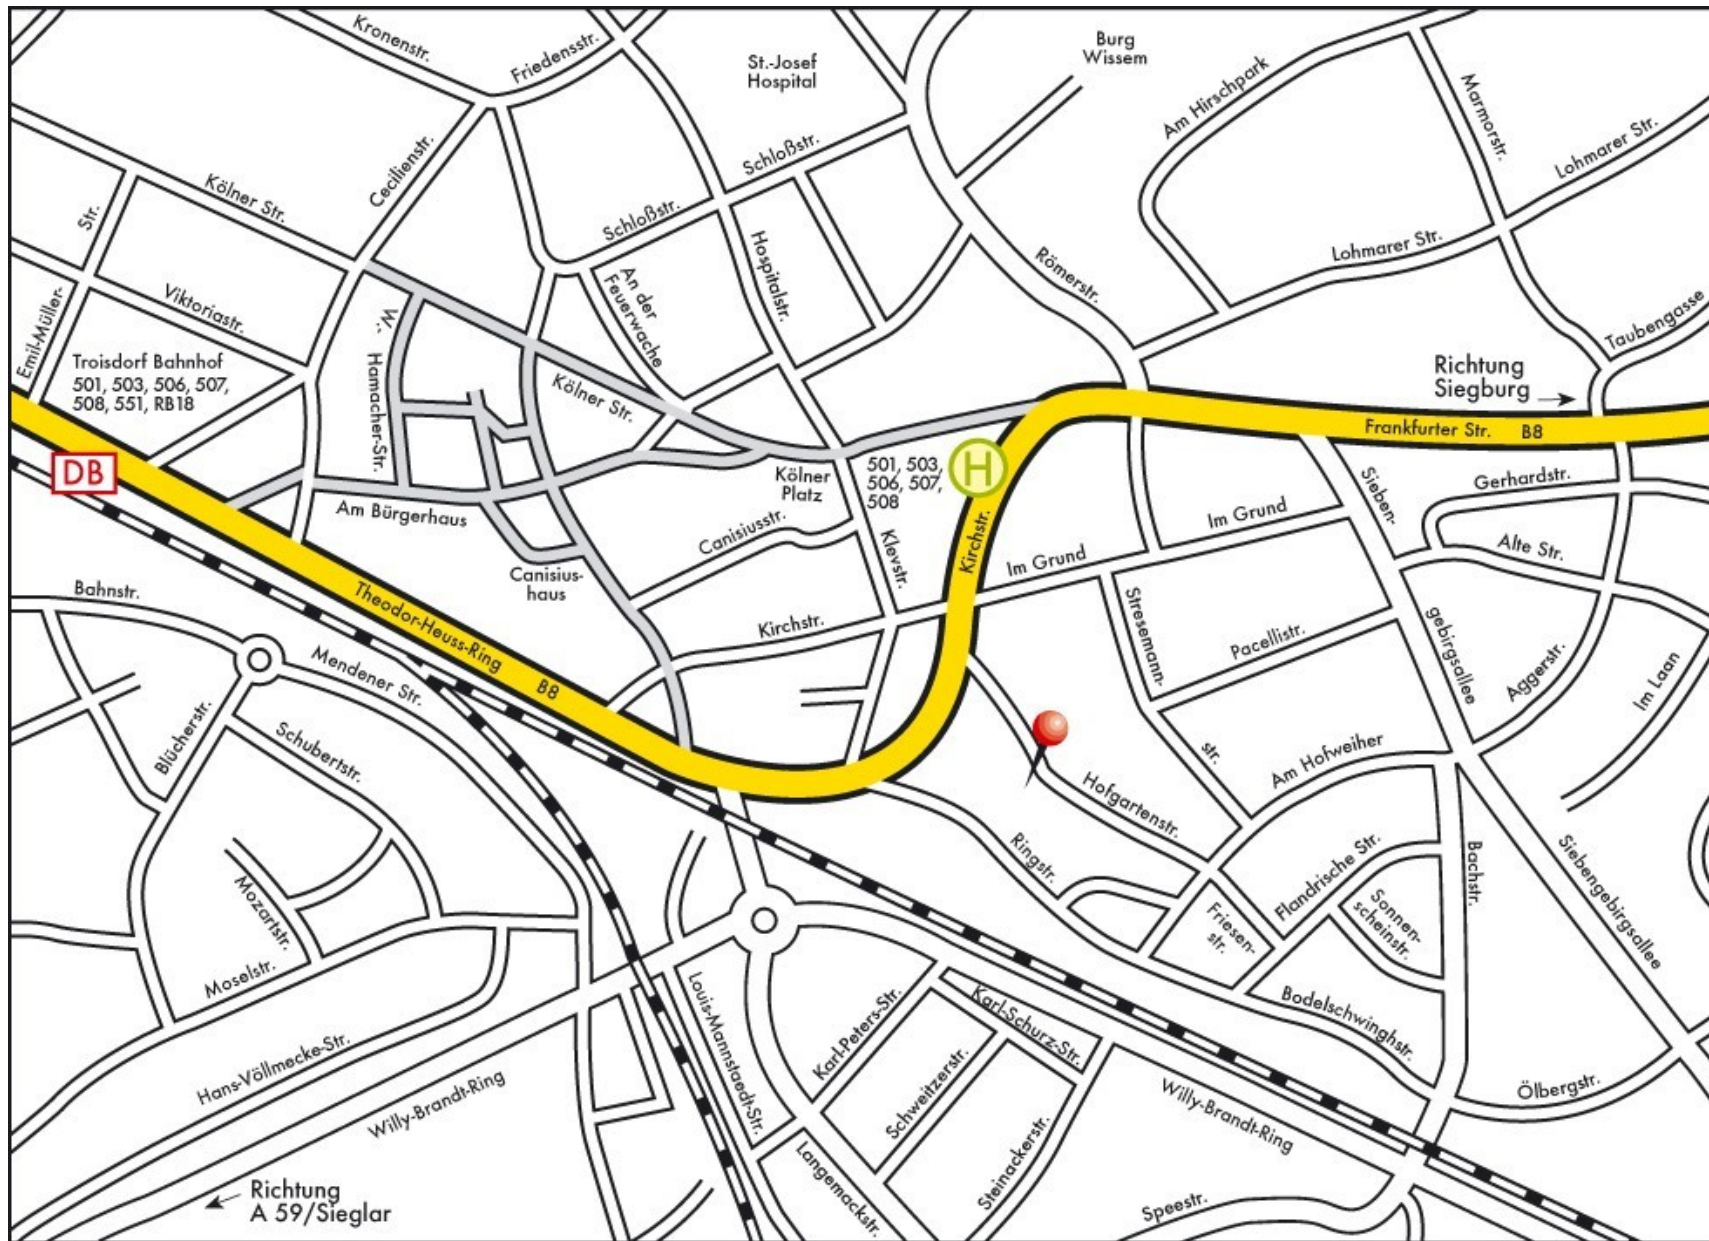 Kronenstr.
Friedensstr.
St.-Josef
Hospital
Burg
Wissem
Am Hirschpark
Marmorstr.
Lohmarer Str.
Cecilienstr.
Schloßstr.
Kölner Str.
Str.
Schloßstr.
Hospitalstr.
Römerstr.
Lohmarer Str.
An der
Feuerwache
Viktoriastr.
Emil-Müller-
W.-
Hamacher-Str.
Taubengasse
Troisdorf Bahnhof
501, 503, 506, 507,
508, 551, RB18
Richtung
Siegburg
Kölner Str.
Frankfurter Str. B8
DB
Kölner
Platz
501, 503,
506, 507,
508
H
Sieben-
Gerhardstr.
Am Bürgerhaus
Im Grund
Canisiusstr.
Klevstr.
Kirchstr.
Alte Str.
Im Grund
Canisius-
haus
Bahnstr.
Theodor-Heuss-Ring
B8
Kirchstr.
Stresemann-
Pacellistr.
gebirgsallee
Aggerstr.
Im Laan
Mendener Str.
Blücherstr.
Schubertstr.
str.
Am Hofweiher
Hofgartenstr.
Ringstr.
Flandrische Str.
Bachstr.
Siebengebirgsallee
Mozartstr.
Friesen-
str.
Sonnen-
scheinstr.
Moselstr.
Louis-Mannstaedt-Str.
Karl-Peters-Str.
Karl-Schurz-Str.
Bodelschwinghstr.
Hans-Völlmecke-Str.
Willy-Brandt-Ring
Schweitzerstr.
Willy-Brandt-Ring
Ölbergstr.
Steinackerstr.
Langemackstr.
Speestr.
Richtung
A 59/Sieglar